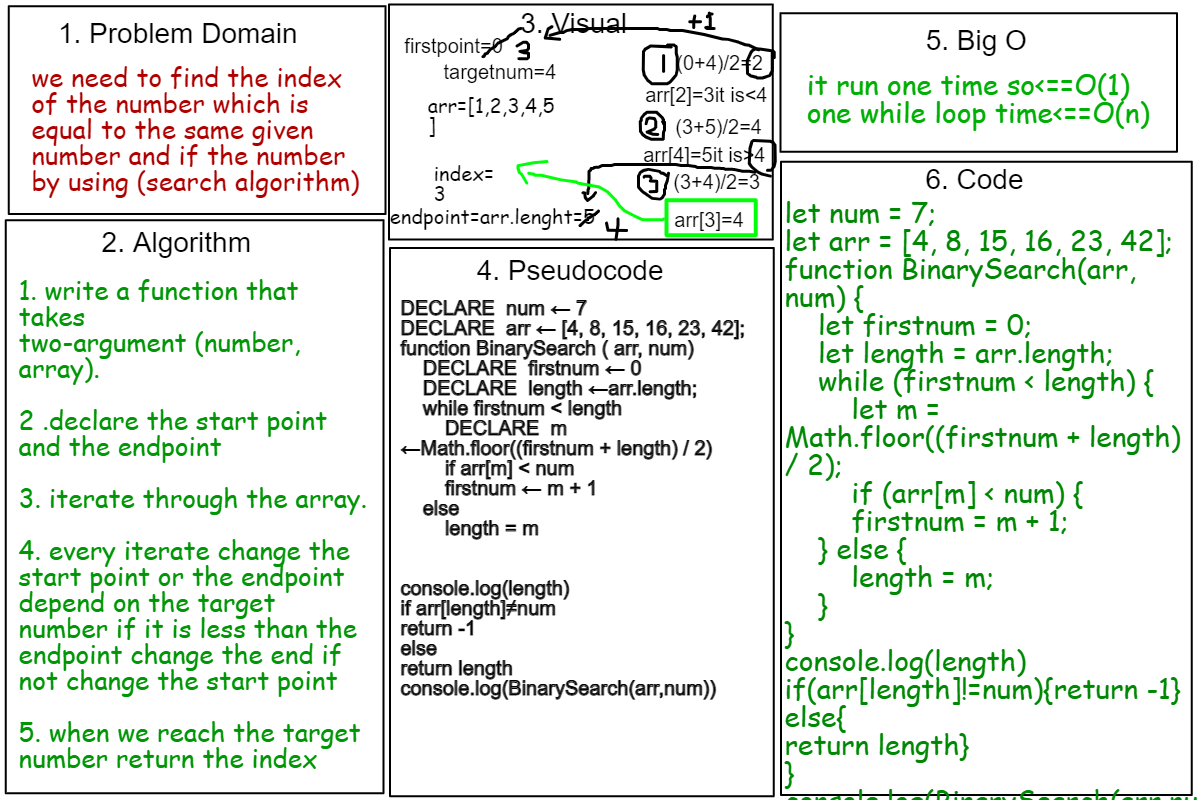 1. Problem Domain
we need to find the index
of the number which is
equal to the same given
number and if the number
by using (search algorithm)
2. Algorithm
1. write a function that
takes
two-argument (number,
array).
2 .declare the start point
and the endpoint
3. iterate through the array.
4. every iterate change the
start point or the endpoint
depend on the target
number if it is less than the
endpoint change the end if
not change the start point
5. when we reach the target
number return the index
3. Visual
+1
firstpoint=0
3
targetnum=4
arr=[1,2,3,4,5
]
index=
3
endpoint=arr.lenght=5
4
1 (0+4)/2=2
arr[2]=3it is<4
2 (3+5)/2=4
arr[4]=5it is>4
3 (3+4)/2=3
arr[3]=4
4. Pseudocode
DECLARE num ← 7
DECLARE arr ← [4, 8, 15, 16, 23, 42];
function BinarySearch ( arr, num)
DECLARE firstnum ← 0
DECLARE length ←arr.length;
while firstnum < length
DECLARE m
←Math.floor((firstnum + length) / 2)
if arr[m] < num
firstnum ← m + 1
else
length = m
console.log(length)
if arr[length]≠num
return -1
else
return length
console.log(BinarySearch(arr,num))
5. Big O
it run one time so<==O(1)
one while loop time<==O(n)
6. Code
let num = 7;
let arr = [4, 8, 15, 16, 23, 42];
function BinarySearch(arr,
num) {
let firstnum = 0;
let length = arr.length;
while (firstnum < length) {
let m =
Math.floor((firstnum + length)
/ 2);
if (arr[m] < num) {
firstnum = m + 1;
} else {
length = m;
}
}
console.log(length)
if(arr[length]!=num){return -1}
else{
return length}
}
console.log(BinarySearch(arr,nu